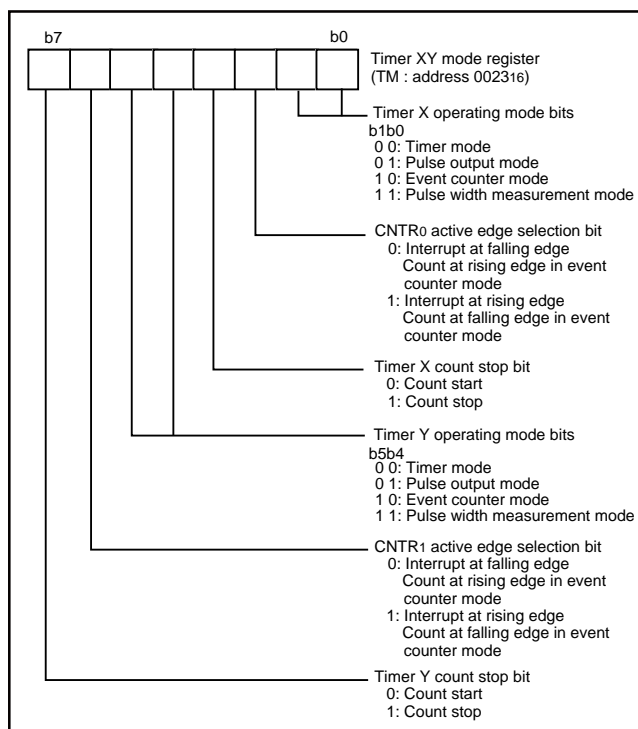 b7 b0
Timer XY mode register
(TM : address 002316)
Timer X operating mode bits
b1b0
0 0: Timer mode
0 1: Pulse output mode
1 0: Event counter mode
1 1: Pulse width measurement mode
CNTR0 active edge selection bit
0: Interrupt at falling edge
Count at rising edge in event
counter mode
1: Interrupt at rising edge
Count at falling edge in event
counter mode
Timer X count stop bit
0: Count start
1: Count stop
Timer Y operating mode bits
b5b4
0 0: Timer mode
0 1: Pulse output mode
1 0: Event counter mode
1 1: Pulse width measurement mode
CNTR1 active edge selection bit
0: Interrupt at falling edge
Count at rising edge in event
counter mode
1: Interrupt at rising edge
Count at falling edge in event
counter mode
Timer Y count stop bit
0: Count start
1: Count stop